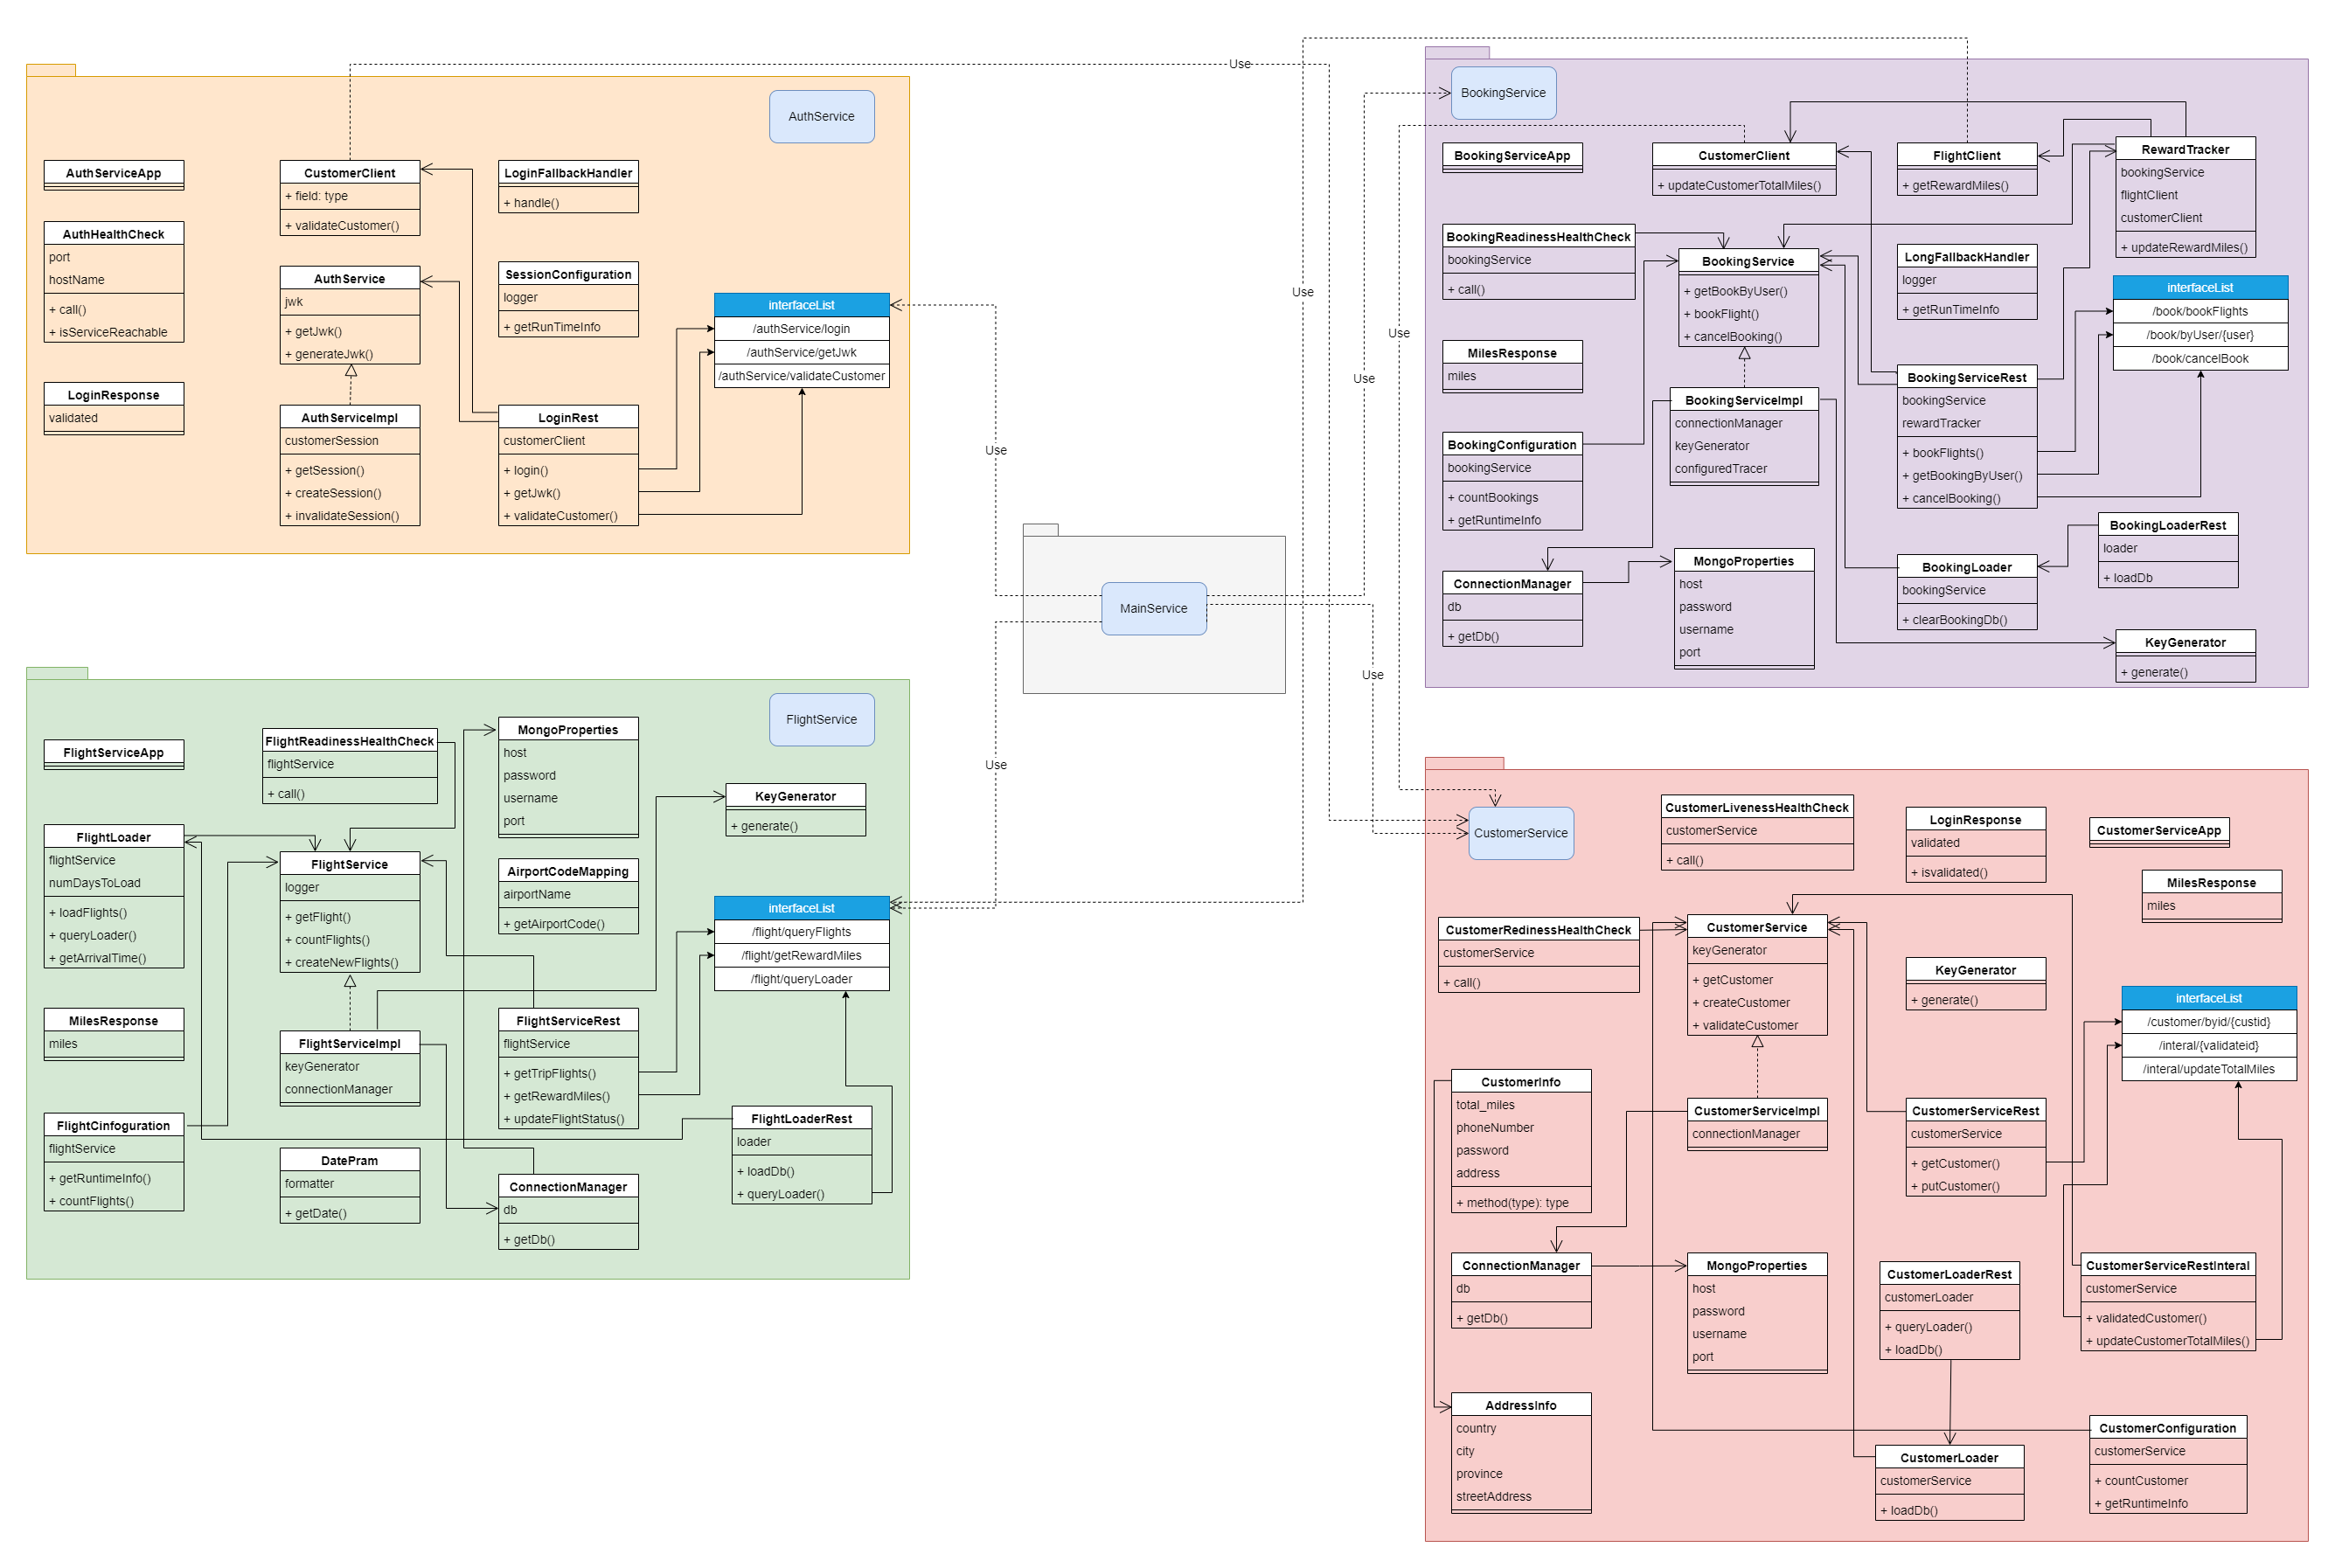 AuthService
AuthServiceApp
AuthHealthCheck
port
hostName
+ call()
+ isServiceReachable
LoginResponse
validated
CustomerClient
+ field: type
+ validateCustomer()
AuthService
jwk
+ getJwk()
+ generateJwk()
AuthServiceImpl
customerSession
+ getSession()
+ createSession()
+ invalidateSession()
LoginFallbackHandler
+ handle()
SessionConfiguration
logger
+ getRunTimeInfo
LoginRest
customerClient
+ login()
+ getJwk()
+ validateCustomer()
interfaceList
/authService/login
/authService/getJwk
/authService/validateCustomer
Use
Use
Use
Use
Use
Use
Use
MainService
BookingService
BookingServiceApp
CustomerClient
+ updateCustomerTotalMiles()
FlightClient
+ getRewardMiles()
RewardTracker
bookingService
flightClient
customerClient
+ updateRewardMiles()
BookingReadinessHealthCheck
bookingService
+ call()
BookingService
+ getBookByUser()
+ bookFlight()
+ cancelBooking()
LongFallbackHandler
logger
+ getRunTimeInfo
interfaceList
/book/bookFlights
/book/byUser/{user}
/book/cancelBook
MilesResponse
miles
BookingServiceImpl
connectionManager
keyGenerator
configuredTracer
BookingServiceRest
bookingService
rewardTracker
+ bookFlights()
+ getBookingByUser()
+ cancelBooking()
BookingConfiguration
bookingService
+ countBookings
+ getRuntimeInfo
BookingLoaderRest
loader
+ loadDb
ConnectionManager
db
+ getDb()
MongoProperties
host
password
username
port
BookingLoader
bookingService
+ clearBookingDb()
KeyGenerator
+ generate()
FlightService
FlightServiceApp
FlightReadinessHealthCheck
flightService
+ call()
MongoProperties
host
password
username
port
KeyGenerator
+ generate()
FlightLoader
flightService
numDaysToLoad
+ loadFlights()
+ queryLoader()
+ getArrivalTime()
FlightService
logger
+ getFlight()
+ countFlights()
+ createNewFlights()
AirportCodeMapping
airportName
+ getAirportCode()
interfaceList
/flight/queryFlights
/flight/getRewardMiles
/flight/queryLoader
MilesResponse
miles
FlightServiceImpl
keyGenerator
connectionManager
FlightServiceRest
flightService
+ getTripFlights()
+ getRewardMiles()
+ updateFlightStatus()
FlightLoaderRest
loader
+ loadDb()
+ queryLoader()
FlightCinfoguration
flightService
+ getRuntimeInfo()
+ countFlights()
DatePram
formatter
+ getDate()
ConnectionManager
db
+ getDb()
CustomerService
CustomerLivenessHealthCheck
customerService
+ call()
LoginResponse
validated
+ isvalidated()
CustomerServiceApp
MilesResponse
miles
CustomerRedinessHealthCheck
customerService
+ call()
CustomerService
keyGenerator
+ getCustomer
+ createCustomer
+ validateCustomer
KeyGenerator
+ generate()
interfaceList
/customer/byid/{custid}
/interal/{validateid}
/interal/updateTotalMiles
CustomerInfo
total_miles
phoneNumber
password
address
+ method(type): type
CustomerServiceImpl
connectionManager
CustomerServiceRest
customerService
+ getCustomer()
+ putCustomer()
ConnectionManager
db
+ getDb()
MongoProperties
host
password
username
port
CustomerLoaderRest
customerLoader
+ queryLoader()
+ loadDb()
CustomerServiceRestInteral
customerService
+ validatedCustomer()
+ updateCustomerTotalMiles()
AddressInfo
country
city
province
streetAddress
CustomerLoader
customerService
+ loadDb()
CustomerConfiguration
customerService
+ countCustomer
+ getRuntimeInfo